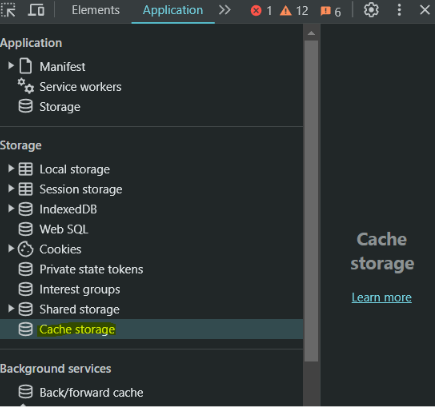 Elements Application 1 12 6
Application
Manifest
Service workers
Storage
Storage
Local storage
Session storage
IndexedDB
Web SQL
Cookies
Private state tokens
Interest groups
Shared storage
Cache storage
Background services
Back/forward cache
Cache
storage
Learn more